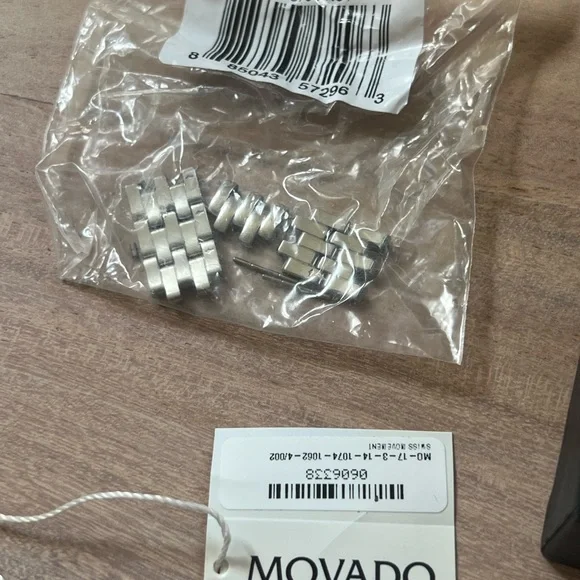 8 85043 57296 3
0606338
MO-17-3-14-1074-1062-4/002
SWISS MOVEMENT
MOVADO